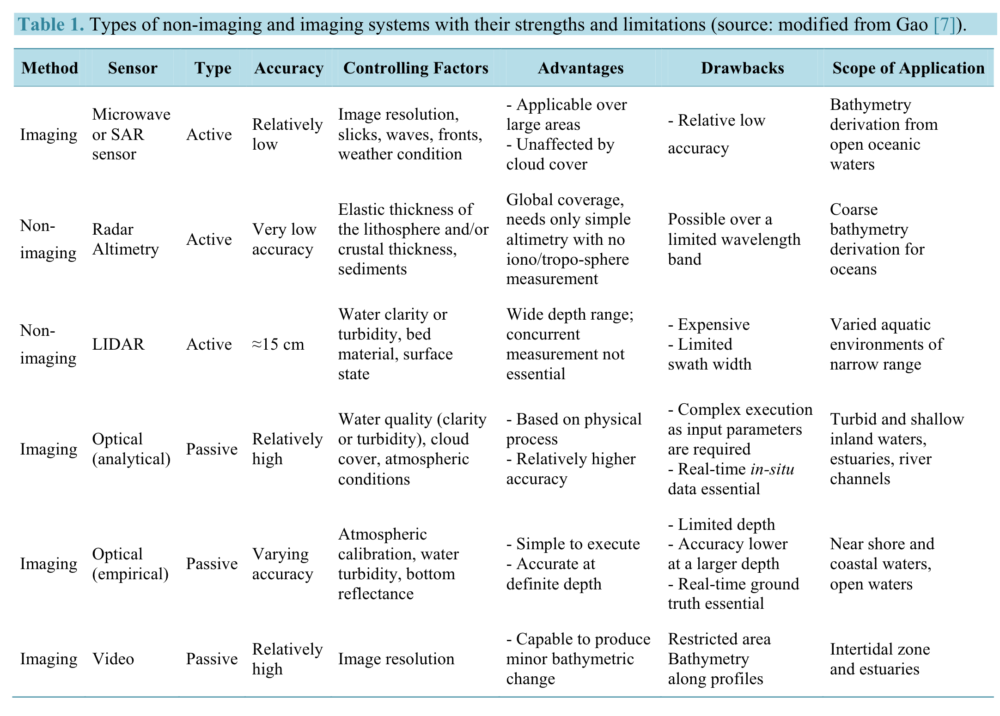 Table 1. Types of non-imaging and imaging systems with their strengths and limitations (source: modified from Gao [7]).
Method Sensor Type Accuracy Controlling Factors Advantages Drawbacks Scope of Application
Imaging
Microwave
or SAR
sensor
Active
Relatively
low
Image resolution,
slicks, waves, fronts,
weather condition
- Applicable over
large areas
- Unaffected by
cloud cover
- Relative low
accuracy
Bathymetry
derivation from
open oceanic
waters
Non-
imaging
Radar
Altimetry
Active
Very low
accuracy
Elastic thickness of
the lithosphere and/or
crustal thickness,
sediments
Global coverage,
needs only simple
altimetry with no
iono/tropo-sphere
measurement
Possible over a
limited wavelength
band
Coarse
bathymetry
derivation for
oceans
Non-
imaging
LIDAR
Active
≈15 cm
Water clarity or
turbidity, bed
material, surface
state
Wide depth range;
concurrent
measurement not
essential
- Expensive
- Limited
swath width
Varied aquatic
environments of
narrow range
Imaging
Optical
(analytical)
Passive
Relatively
high
Water quality (clarity
or turbidity), cloud
cover, atmospheric
conditions
- Based on physical
process
- Relatively higher
accuracy
- Complex execution
as input parameters
are required
- Real-time in-situ
data essential
Turbid and shallow
inland waters,
estuaries, river
channels
Imaging
Optical
(empirical)
Passive
Varying
accuracy
Atmospheric
calibration, water
turbidity, bottom
reflectance
- Simple to execute
- Accurate at
definite depth
- Limited depth
- Accuracy lower
at a larger depth
- Real-time ground
truth essential
Near shore and
coastal waters,
open waters
Imaging
Video
Passive
Relatively
high
Image resolution
- Capable to produce
minor bathymetric
change
Restricted area
Bathymetry
along profiles
Intertidal zone
and estuaries